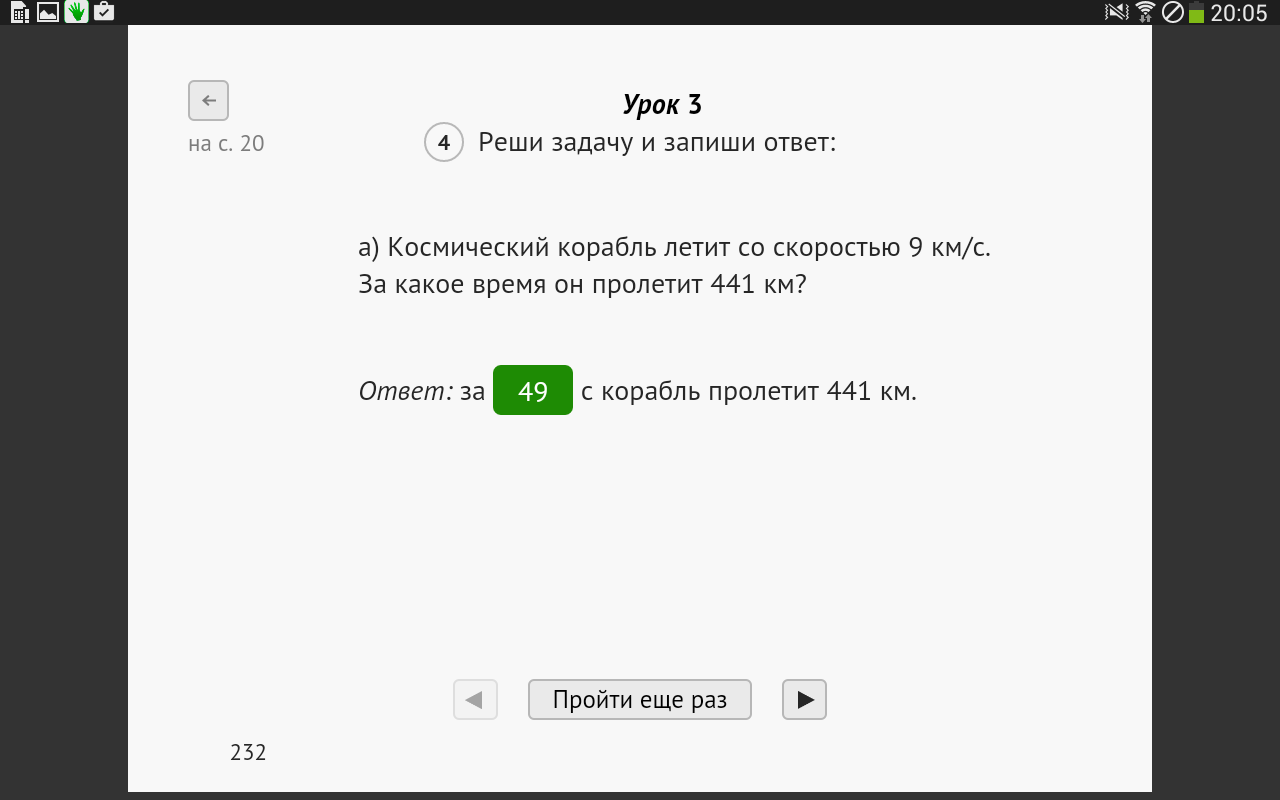 20:05
Урок 3
на с. 20
4 Реши задачу и запиши ответ:
а) Космический корабль летит со скоростью 9 км/с.
За какое время он пролетит 441 км?
Ответ: за 49 с корабль пролетит 441 км.
Пройти еще раз
232